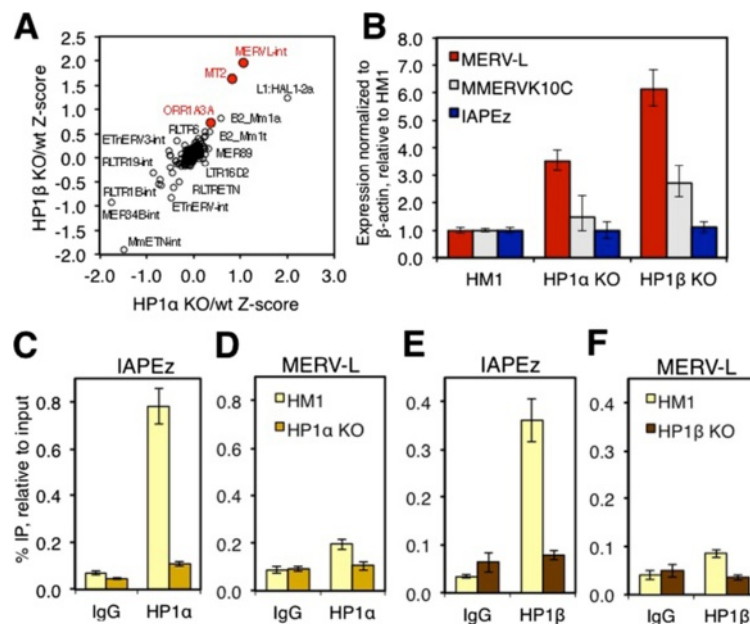 A
2.5
2.0
1.5
1.0
0.5
0.0
-0.5
-1.0
-1.5
-2.0
HP1β KO/wt Z-score
MERVL-int
MT2
L1:HAL1-2a
ORR1A3A
B2_Mm1a
RLTR6
B2_Mm1t
ETnERV3-int
MER89
RLTR19-int
LTR16D2
RLTR1B-int
RLTRETN
MER34B-int
ETnERV-int
MmETN-int
-2.0 -1.0 0.0 1.0 2.0 3.0
HP1α KO/wt Z-score
B
Expression normalized to
β-actin, relative to HM1
8.0
7.0
6.0
5.0
4.0
3.0
2.0
1.0
0.0
MERV-L
MMERVK10C
IAPEz
HM1 HP1α KO HP1β KO
C
IAPEz
% IP, relative to input
0.8
0.6
0.4
0.2
0.0
IgG HP1α
D
MERV-L
0.8
0.6
0.4
0.2
0.0
HM1
HP1α KO
IgG HP1α
E
IAPEz
0.4
0.3
0.2
0.1
0.0
IgG HP1β
F
MERV-L
0.4
0.3
0.2
0.1
0.0
HM1
HP1β KO
IgG HP1β